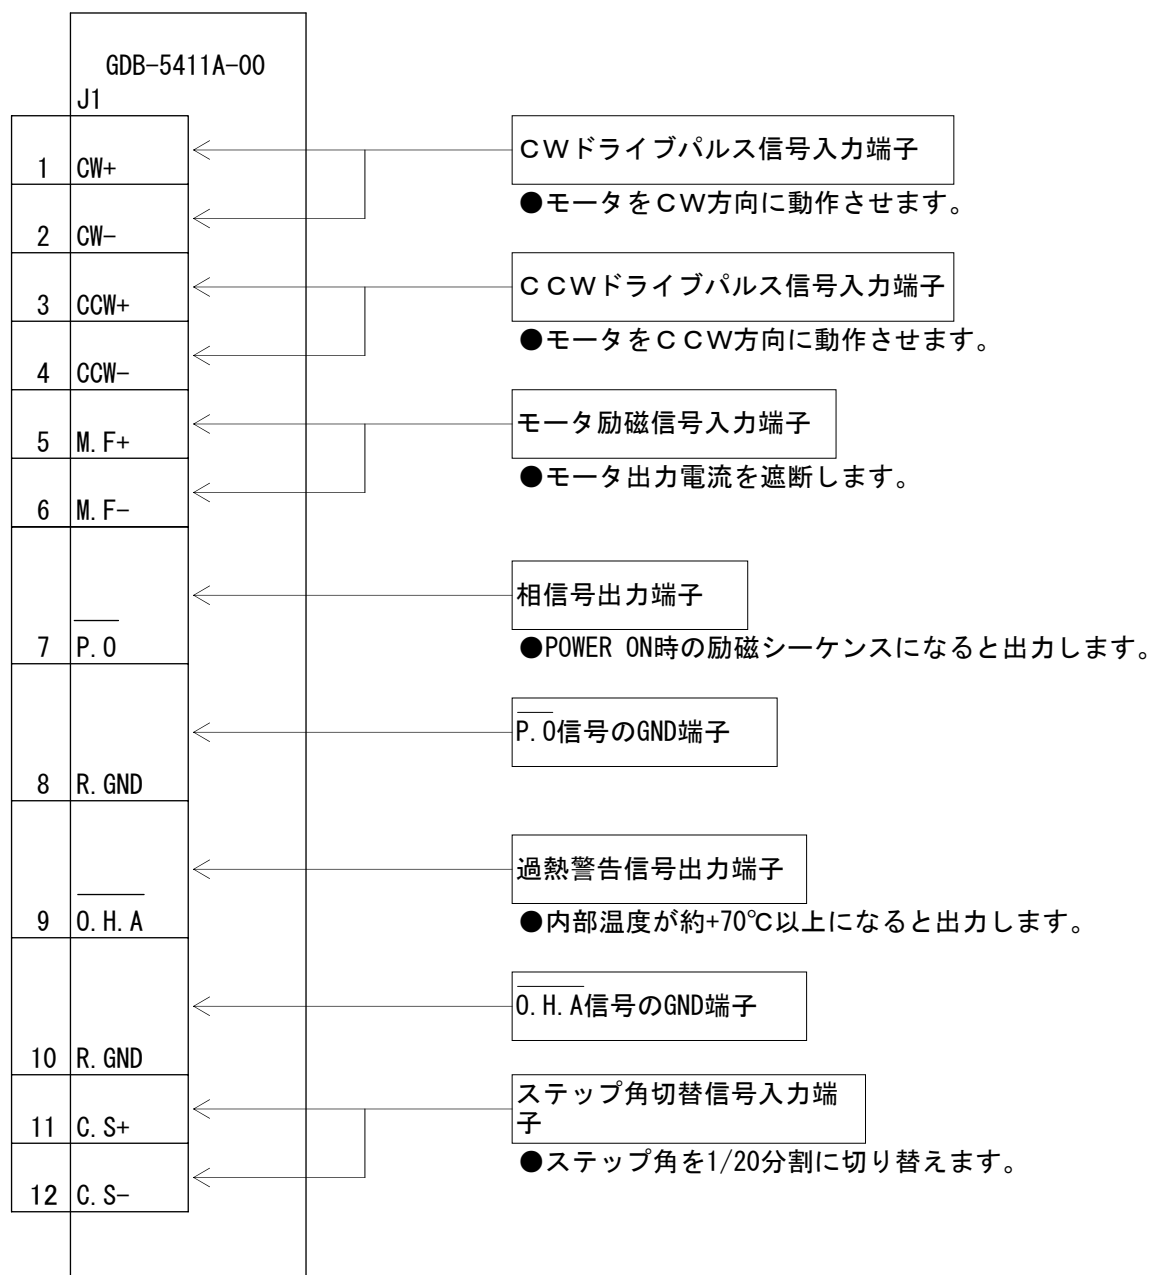 GDB-5411A-00
J1
1 CW+
CWドライブパルス信号入力端子
●モータをCW方向に動作させます。
2 CW-
3 CCW+
CCWドライブパルス信号入力端子
●モータをCCW方向に動作させます。
4 CCW-
5 M.F+
モータ励磁信号入力端子
●モータ出力電流を遮断します。
6 M.F-
相信号出力端子
7 P.O
●POWER ON時の励磁シーケンスになると出力します。
P.O信号のGND端子
8 R.GND
過熱警告信号出力端子
9 O.H.A
●内部温度が約+70℃以上になると出力します。
O.H.A信号のGND端子
10 R.GND
ステップ角切替信号入力端
子
11 C.S+
●ステップ角を1/20分割に切り替えます。
12 C.S-